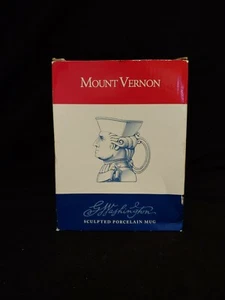 MOUNT VERNON
G. Washington
SCULPTED PORCELAIN MUG